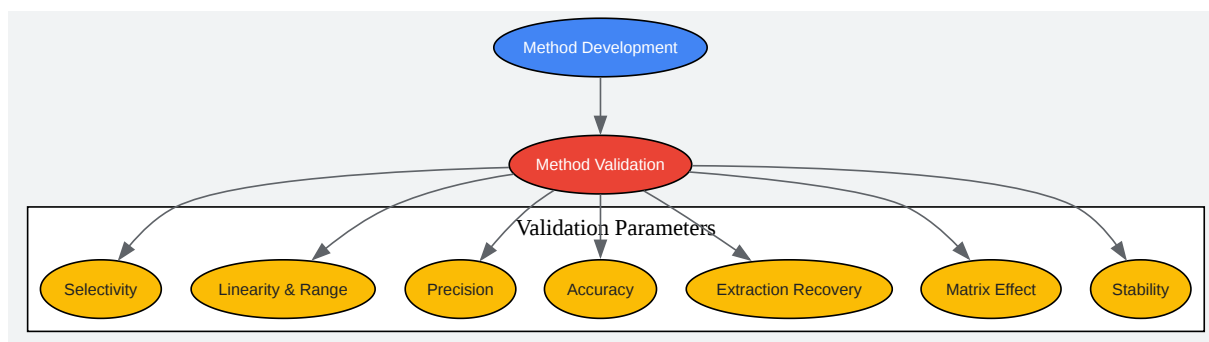 Method Development
Method Validation
Validation Parameters
Selectivity
Linearity & Range
Precision
Accuracy
Extraction Recovery
Matrix Effect
Stability